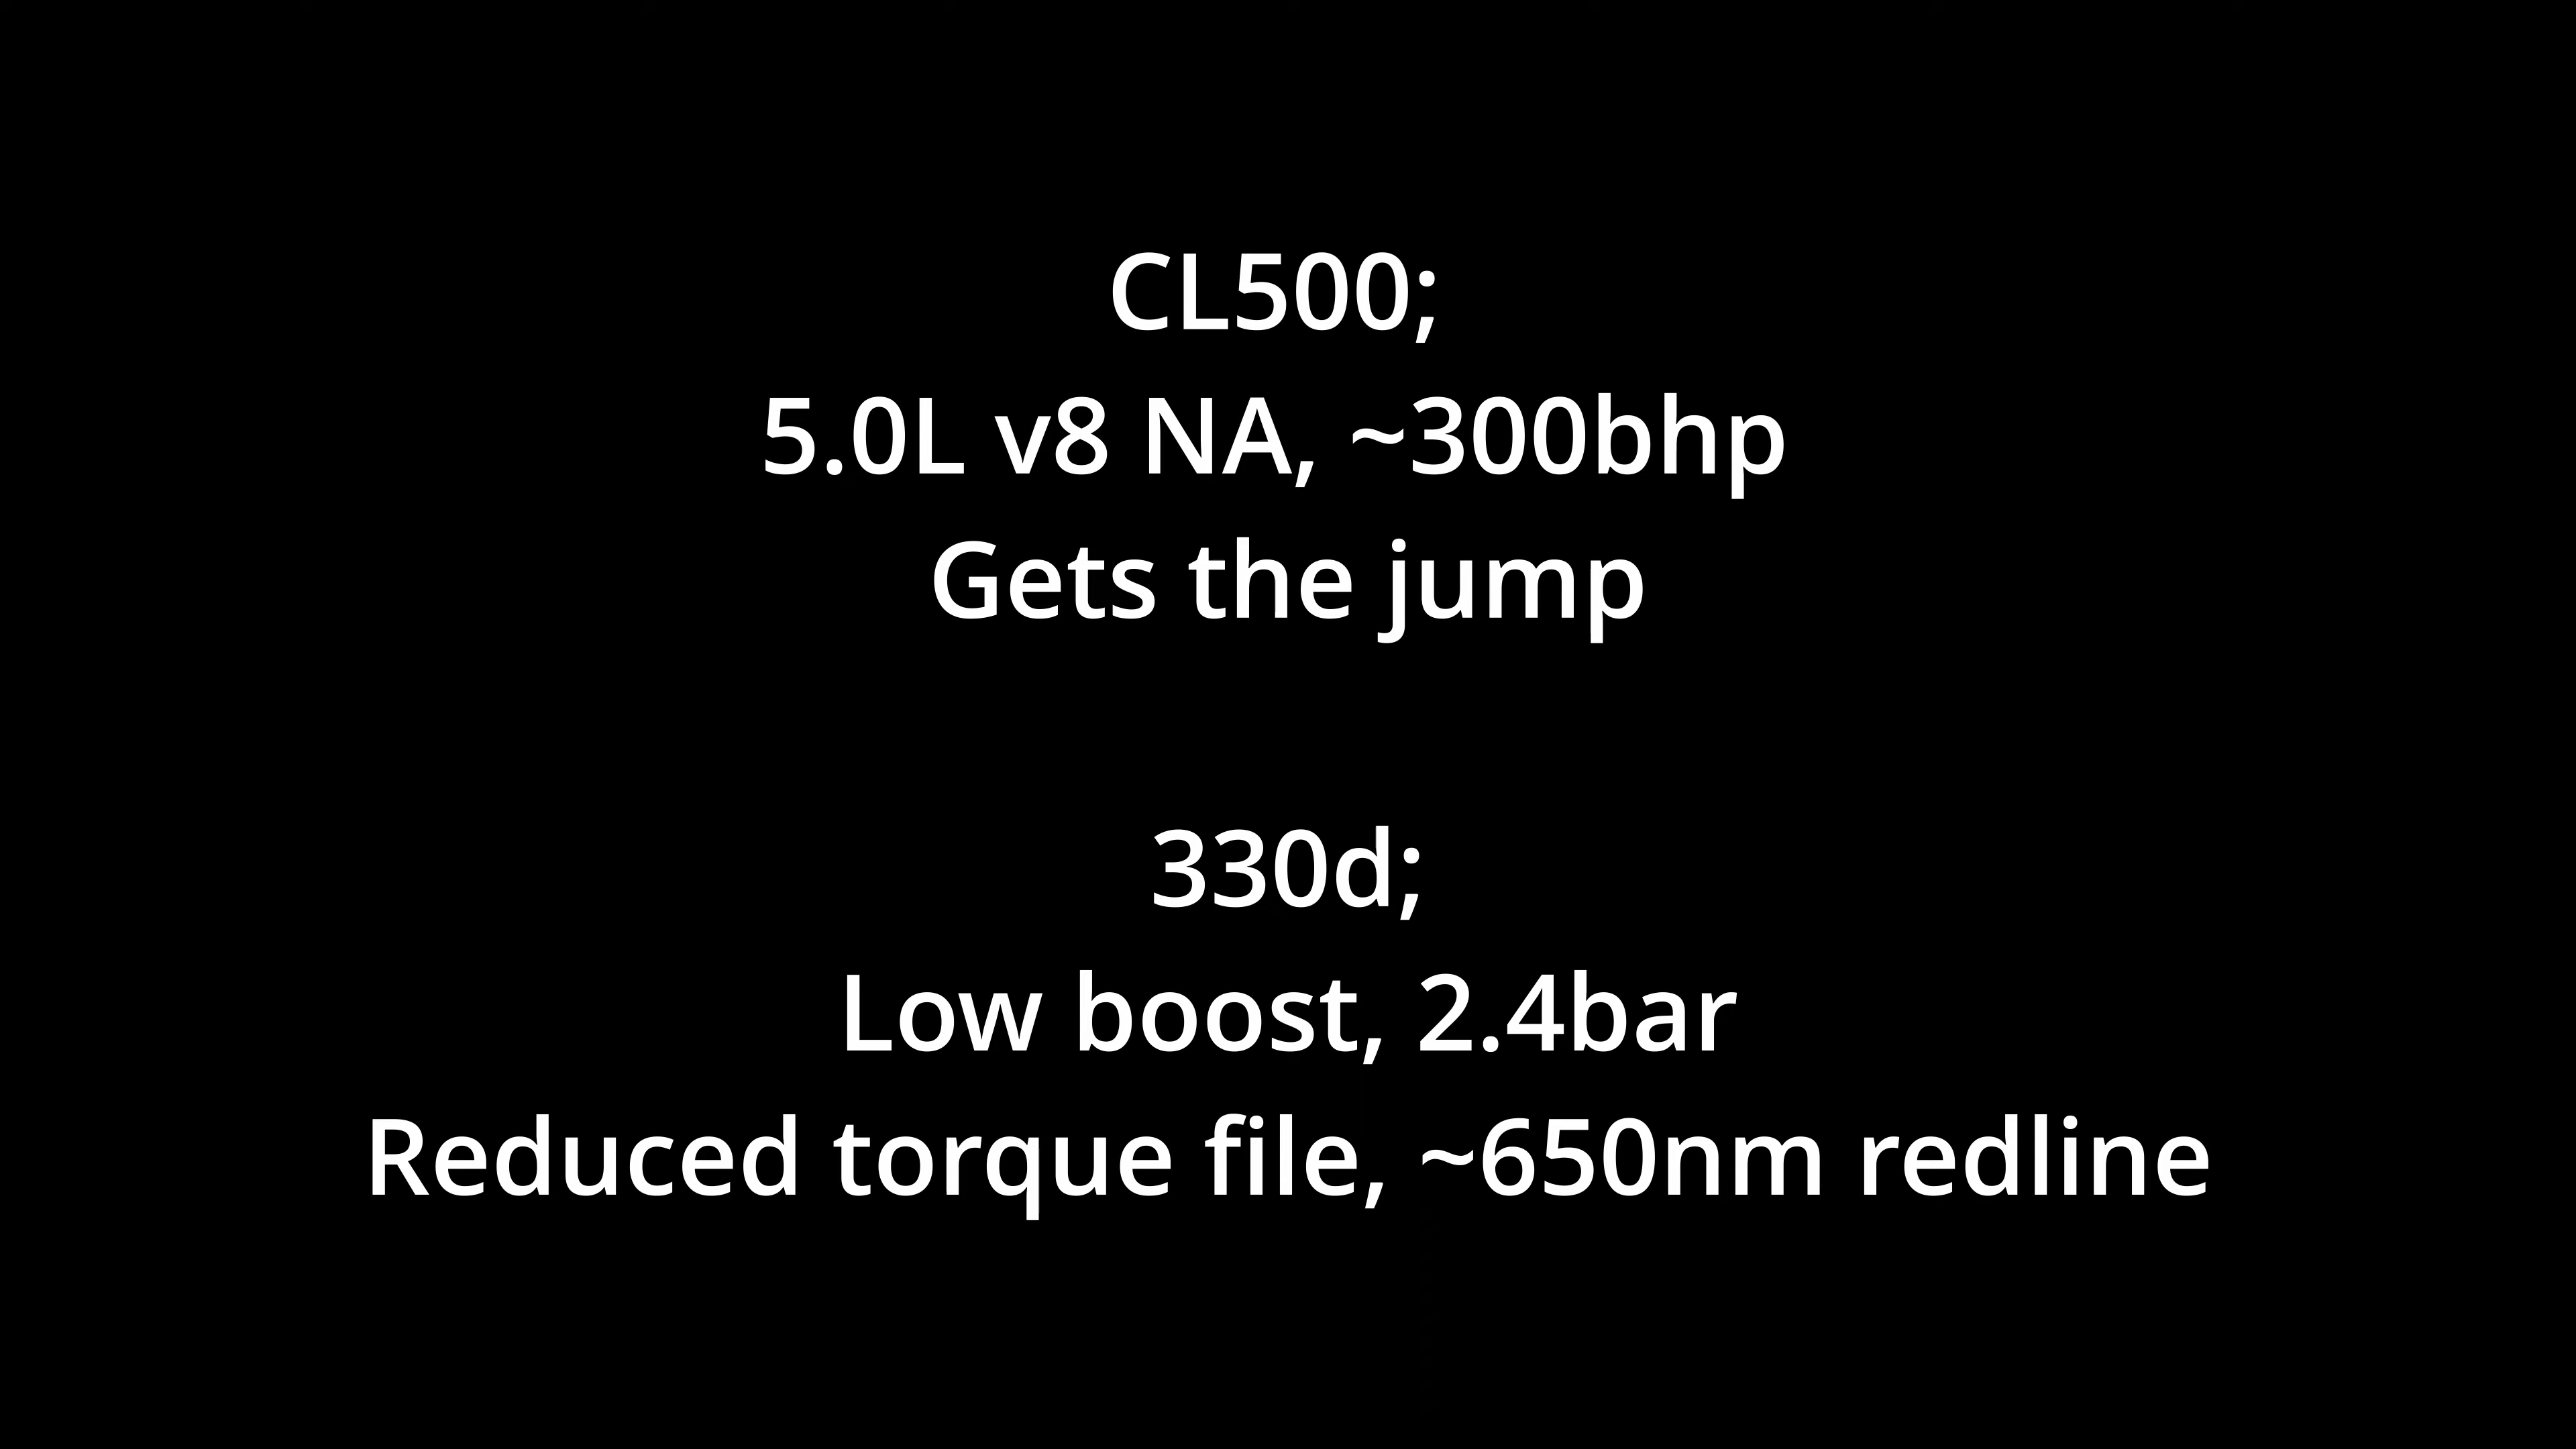 CL500;
5.0L v8 NA, ~300bhp
Gets the jump
330d;
Low boost, 2.4bar
Reduced torque file, ~650nm redline